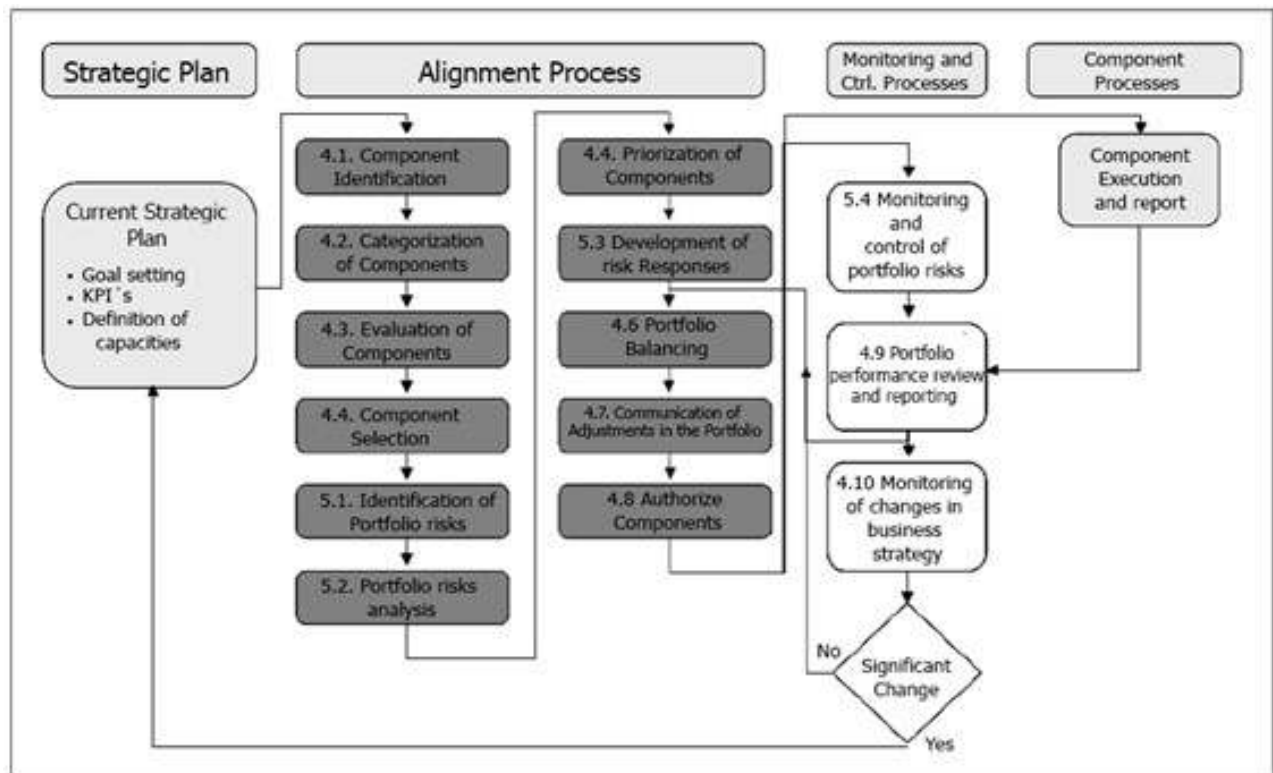 Strategic Plan
Alignment Process
Monitoring and
Ctrl. Processes
Component
Processes
Current Strategic
Plan
• Goal setting
• KPI´s
• Definition of
capacities
4.1. Component
Identification
4.2. Categorization
of Components
4.3. Evaluation of
Components
4.4. Component
Selection
5.1. Identification of
Portfolio risks
5.2. Portfolio risks
analysis
4.4. Priorization of
Components
5.3 Development of
risk Responses
4.6 Portfolio
Balancing
4.7. Communication of
Adjustments in the Portfolio
4.8 Authorize
Components
5.4 Monitoring
and
control of
portfolio risks
4.9 Portfolio
performance review
and reporting
4.10 Monitoring
of changes in
business
strategy
Significant
Change
No
Yes
Component
Execution
and report